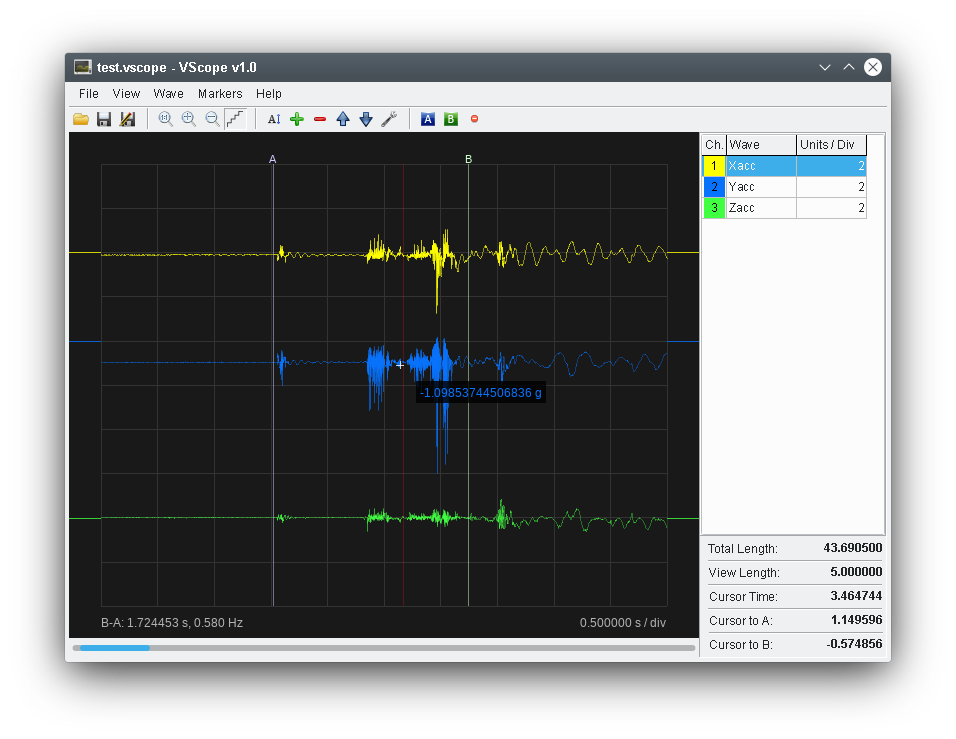 test.vscope - VScope v1.0
File View Wave Markers Help
1:1 AI A B
A B
-1.09853744506836 g
B-A: 1.724453 s, 0.580 Hz 0.500000 s / div
Ch. Wave Units / Div
1 Xacc 2
2 Yacc 2
3 Zacc 2
Total Length: 43.690500
View Length: 5.000000
Cursor Time: 3.464744
Cursor to A: 1.149596
Cursor to B: -0.574856